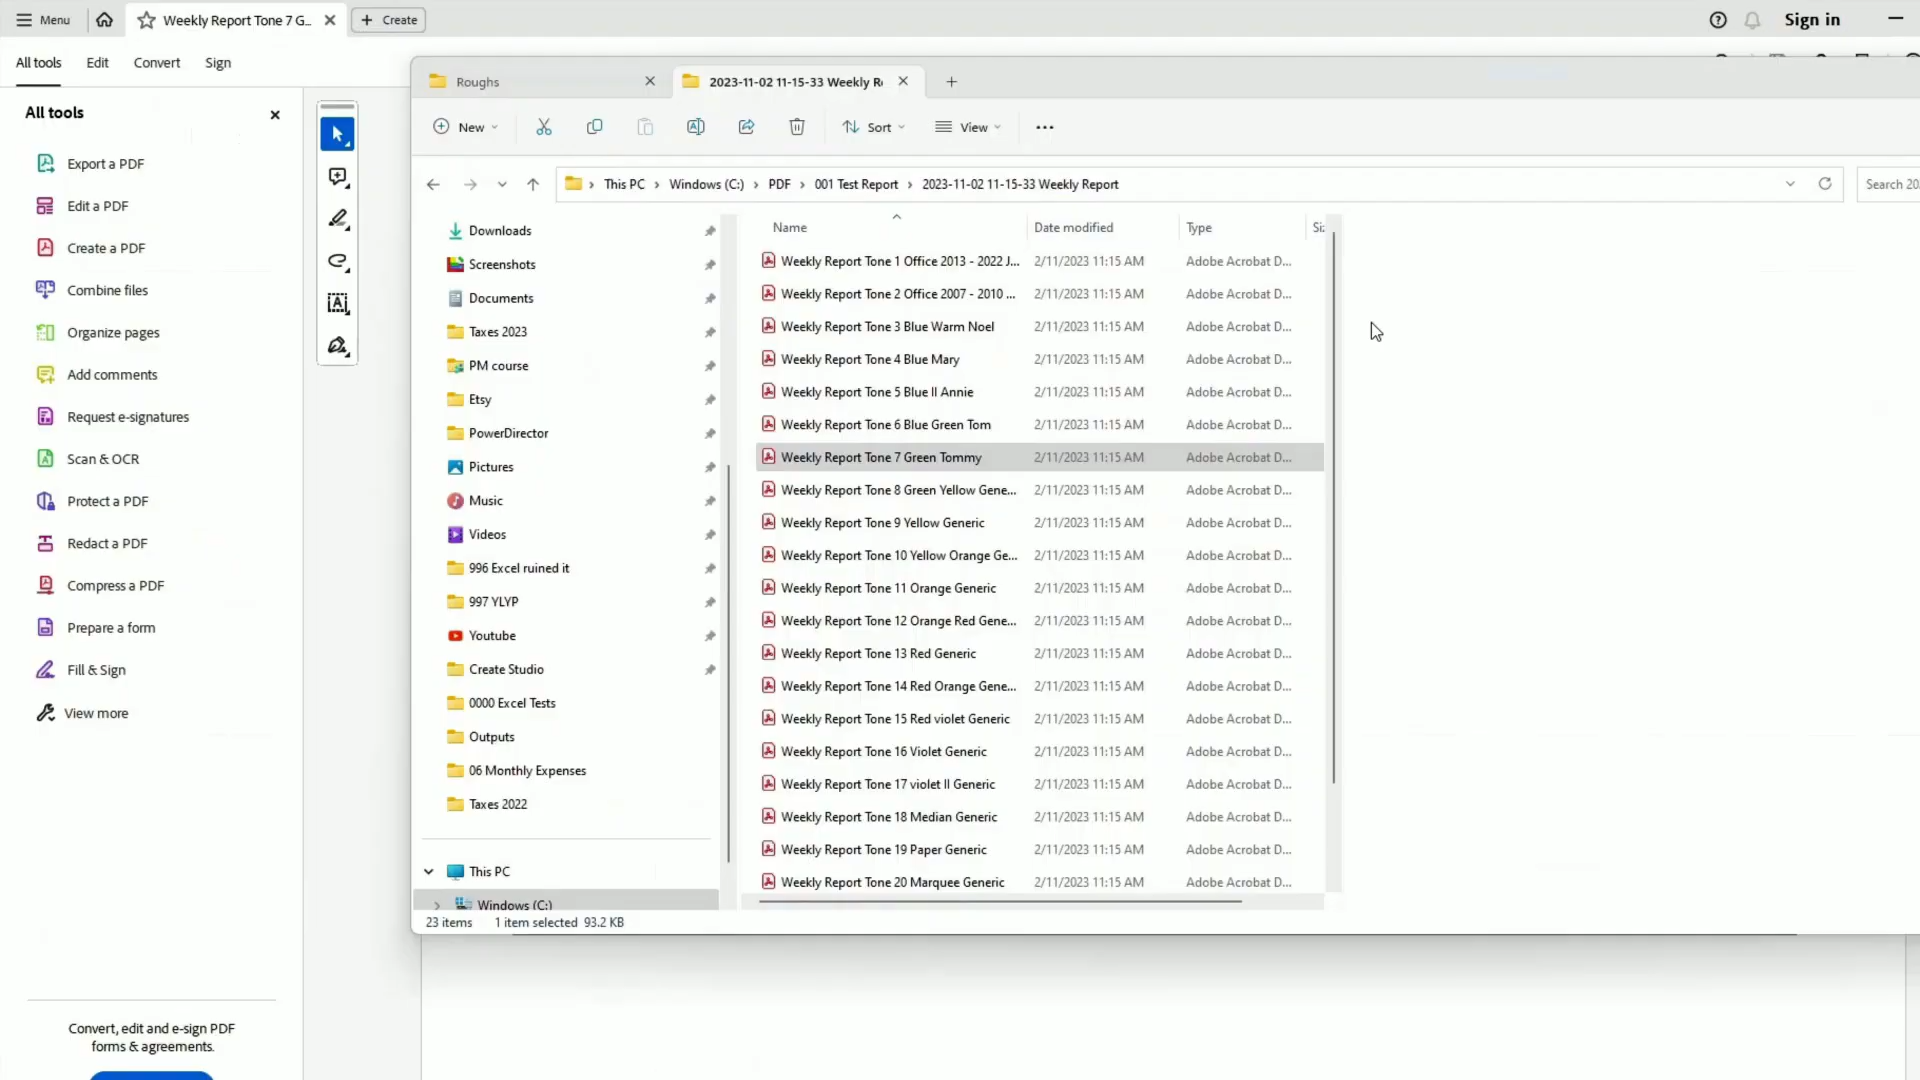 Menu
Weekly Report Tone 7 G...
Create
Sign in
All tools
Edit
Convert
Sign
All tools
Export a PDF
Edit a PDF
Create a PDF
Combine files
Organize pages
Add comments
Request e-signatures
Scan & OCR
Protect a PDF
Redact a PDF
Compress a PDF
Prepare a form
Fill & Sign
View more
Convert, edit and e-sign PDF
forms & agreements.
Roughs
2023-11-02 11-15-33 Weekly R
New
Sort
View
This PC > Windows (C:) > PDF > 001 Test Report > 2023-11-02 11-15-33 Weekly Report
Search 20
Downloads
Screenshots
Documents
Taxes 2023
PM course
Etsy
PowerDirector
Pictures
Music
Videos
996 Excel ruined it
997 YLYP
Youtube
Create Studio
0000 Excel Tests
Outputs
06 Monthly Expenses
Taxes 2022
This PC
Windows (C:)
Name Date modified Type Siz
Weekly Report Tone 1 Office 2013 - 2022 J... 2/11/2023 11:15 AM Adobe Acrobat D...
Weekly Report Tone 2 Office 2007 - 2010 ... 2/11/2023 11:15 AM Adobe Acrobat D...
Weekly Report Tone 3 Blue Warm Noel 2/11/2023 11:15 AM Adobe Acrobat D...
Weekly Report Tone 4 Blue Mary 2/11/2023 11:15 AM Adobe Acrobat D...
Weekly Report Tone 5 Blue II Annie 2/11/2023 11:15 AM Adobe Acrobat D...
Weekly Report Tone 6 Blue Green Tom 2/11/2023 11:15 AM Adobe Acrobat D...
Weekly Report Tone 7 Green Tommy 2/11/2023 11:15 AM Adobe Acrobat D...
Weekly Report Tone 8 Green Yellow Gene... 2/11/2023 11:15 AM Adobe Acrobat D...
Weekly Report Tone 9 Yellow Generic 2/11/2023 11:15 AM Adobe Acrobat D...
Weekly Report Tone 10 Yellow Orange Ge... 2/11/2023 11:15 AM Adobe Acrobat D...
Weekly Report Tone 11 Orange Generic 2/11/2023 11:15 AM Adobe Acrobat D...
Weekly Report Tone 12 Orange Red Gene... 2/11/2023 11:15 AM Adobe Acrobat D...
Weekly Report Tone 13 Red Generic 2/11/2023 11:15 AM Adobe Acrobat D...
Weekly Report Tone 14 Red Orange Gene... 2/11/2023 11:15 AM Adobe Acrobat D...
Weekly Report Tone 15 Red violet Generic 2/11/2023 11:15 AM Adobe Acrobat D...
Weekly Report Tone 16 Violet Generic 2/11/2023 11:15 AM Adobe Acrobat D...
Weekly Report Tone 17 violet II Generic 2/11/2023 11:15 AM Adobe Acrobat D...
Weekly Report Tone 18 Median Generic 2/11/2023 11:15 AM Adobe Acrobat D...
Weekly Report Tone 19 Paper Generic 2/11/2023 11:15 AM Adobe Acrobat D...
Weekly Report Tone 20 Marquee Generic 2/11/2023 11:15 AM Adobe Acrobat D...
23 items 1 item selected 93.2 KB